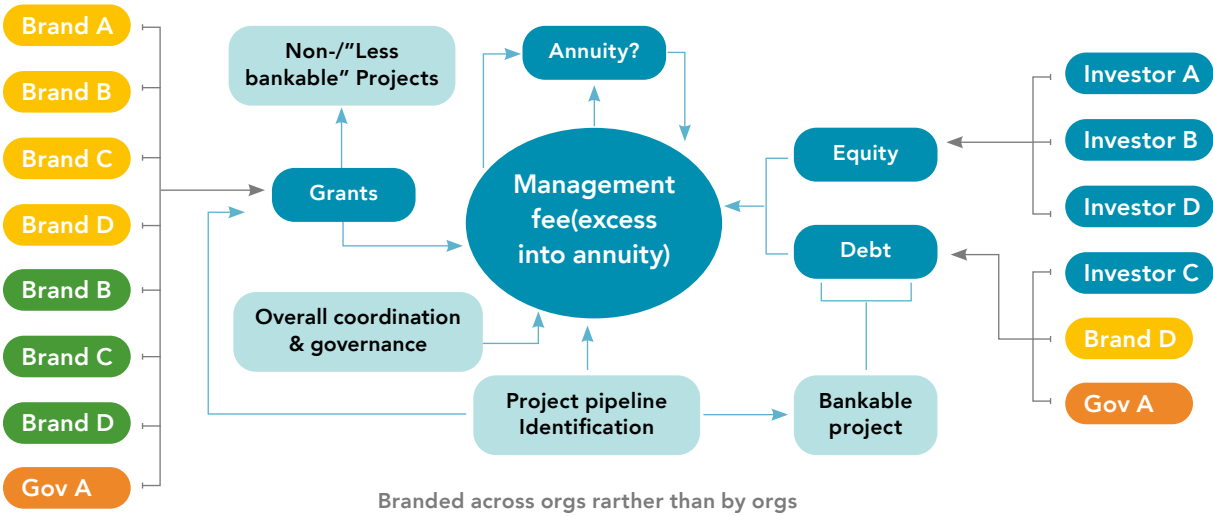 Brand A
Brand B
Brand C
Brand D
Brand B
Brand C
Brand D
Gov A
Non-/”Less
bankable” Projects
Grants
Annuity?
Management
fee(excess
into annuity)
Overall coordination
& governance
Project pipeline
Identification
Equity
Debt
Bankable
project
Investor A
Investor B
Investor D
Investor C
Brand D
Gov A
Branded across orgs rarther than by orgs